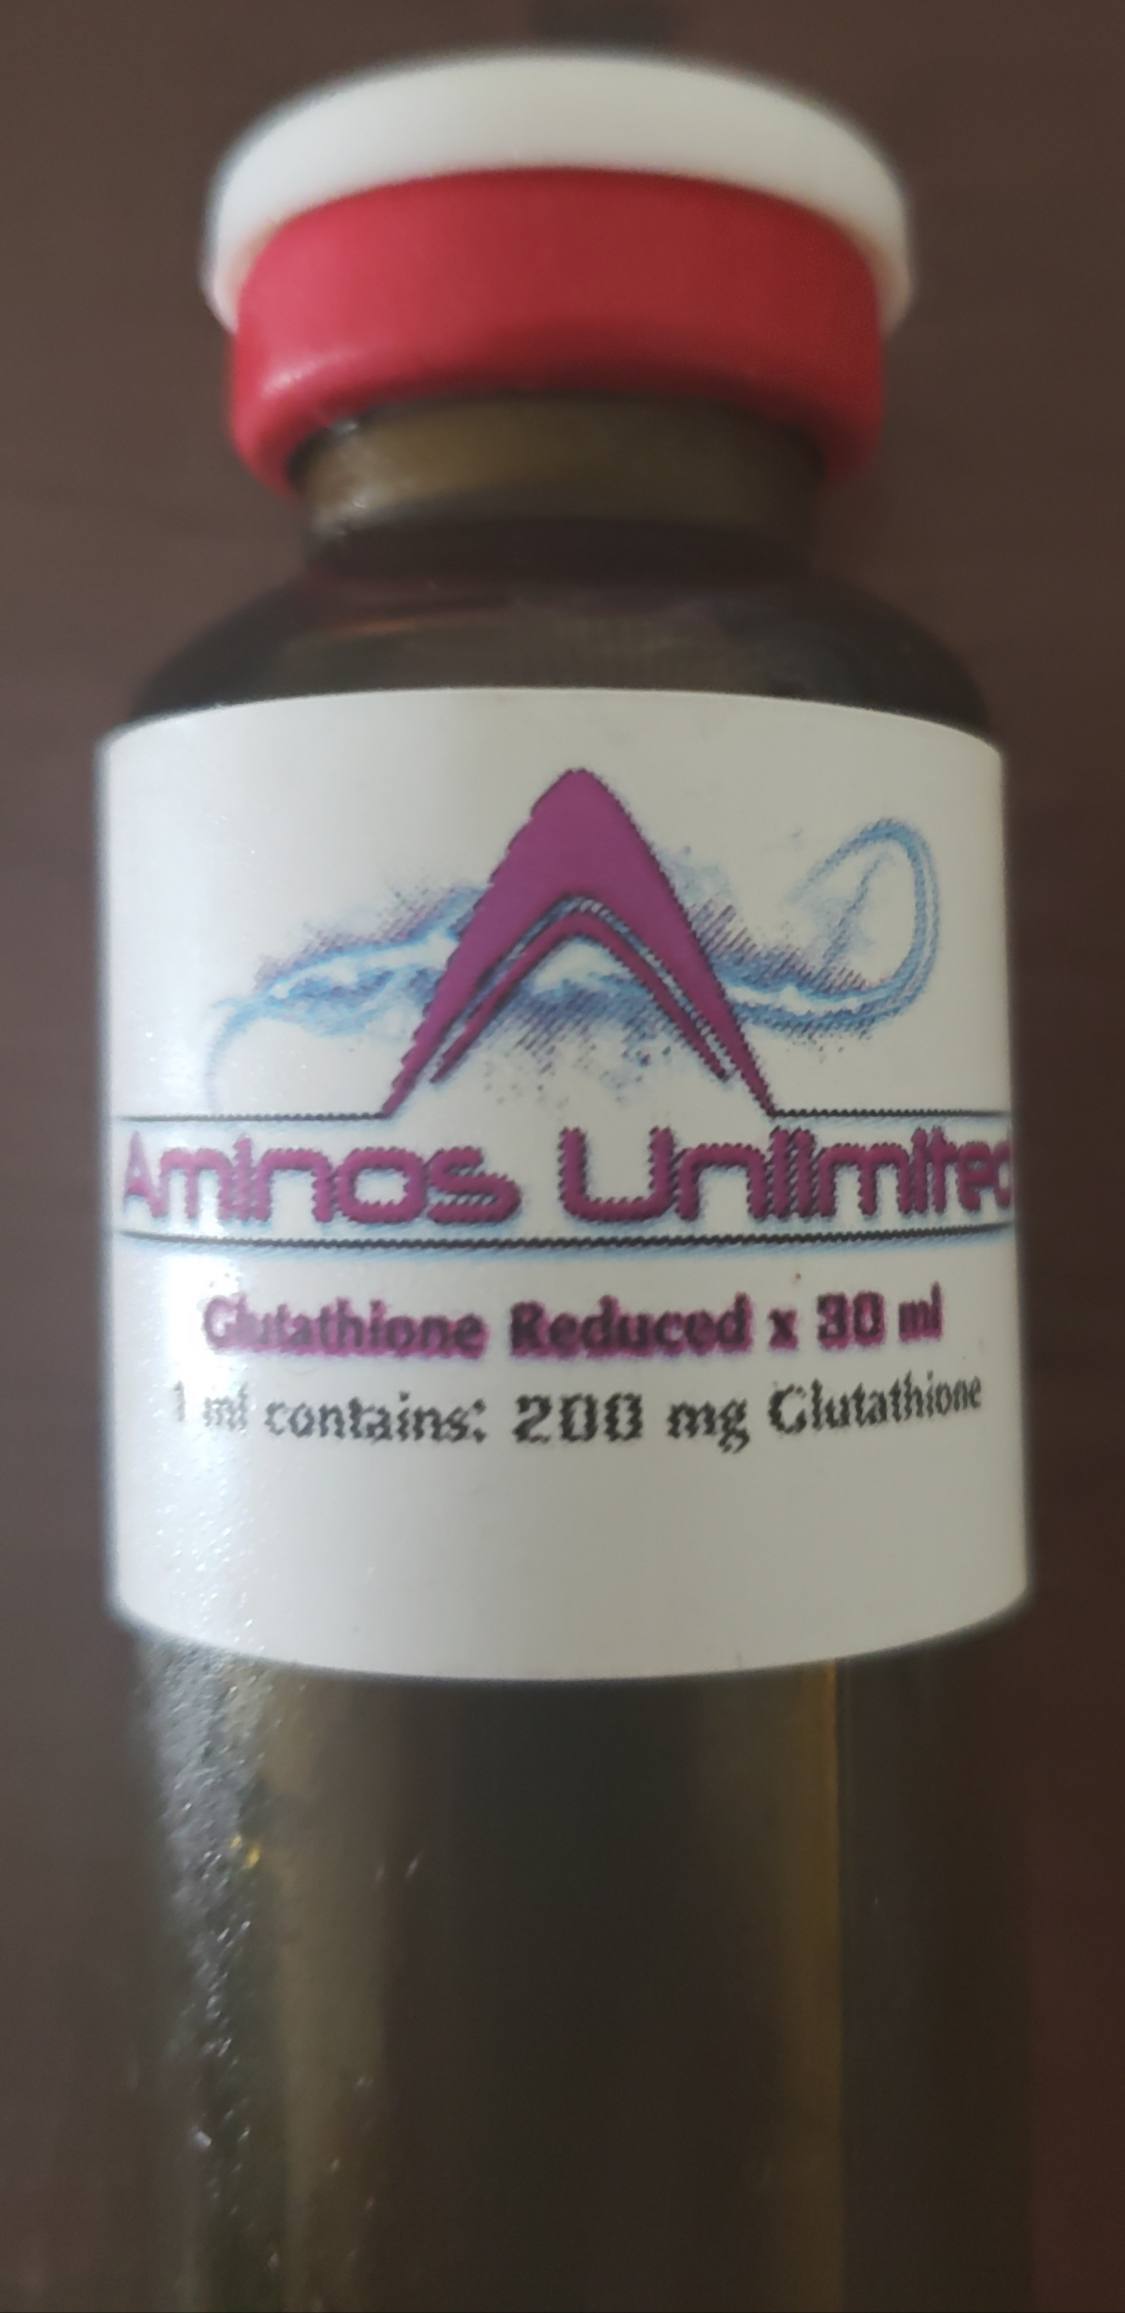 Aminos Unlimited
Glutathione Reduced x 30 ml
1 ml contains: 200 mg Glutathione